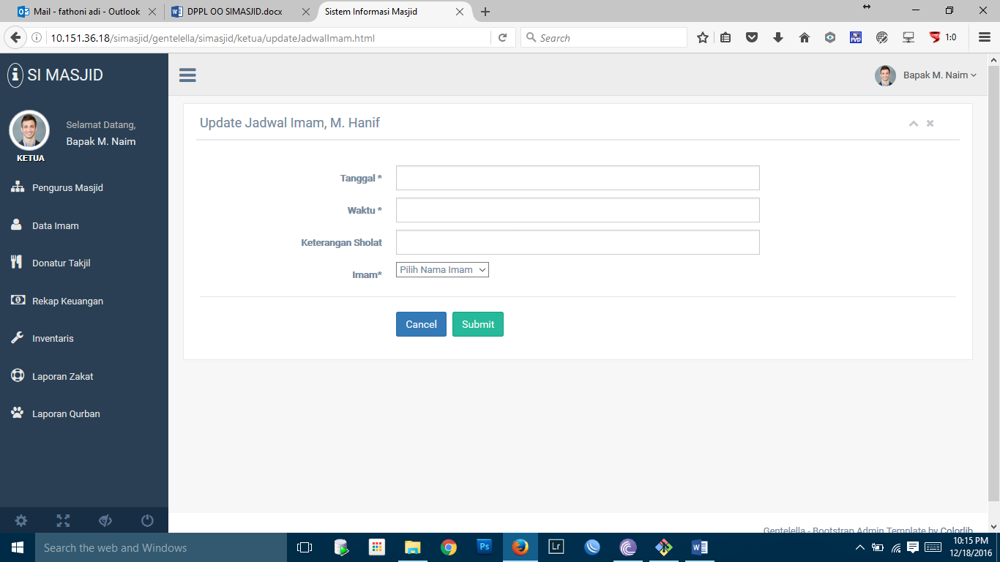 Mail - fathoni adi - Outlook
DPPL OO SIMASJID.docx
Sistem Informasi Masjid
10.151.36.18/simasjid/gentelella/simasjid/ketua/updateJadwalImam.html
Search
PVD
1:0
SI MASJID
Bapak M. Naim
Selamat Datang,
Bapak M. Naim
KETUA
Pengurus Masjid
Data Imam
Donatur Takjil
Rekap Keuangan
Inventaris
Laporan Zakat
Laporan Qurban
Update Jadwal Imam, M. Hanif
Tanggal *
Waktu *
Keterangan Sholat
Imam*
Pilih Nama Imam
Cancel
Submit
Gentelella - Bootstrap Admin Template by Colorlib
Search the web and Windows
Ps
Lr
10:15 PM
12/18/2016